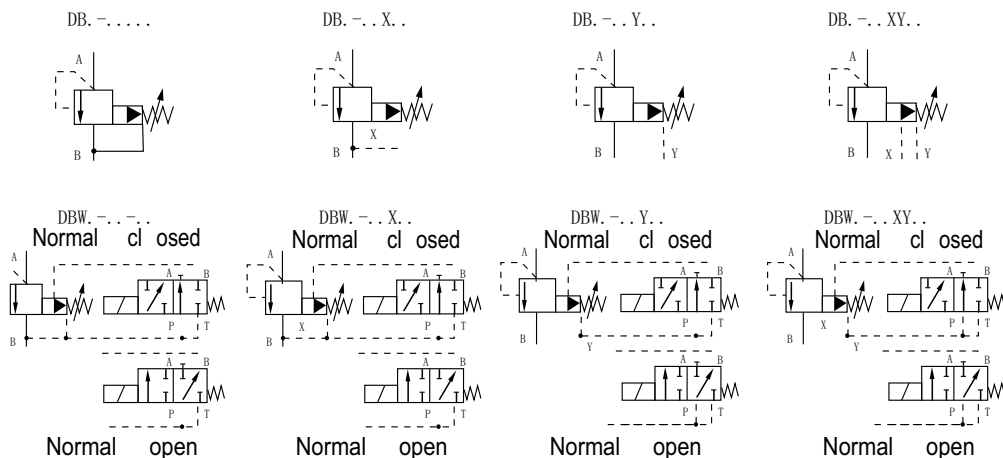 DB. -. . . . .
DB. -. . X. .
DB. -. . Y. .
DB. -. . XY. .
A
A
A
A
X
B
B
Y
B
Y
B
X
Y
DBW. -. . -. .
DBW. -. . X. .
DBW. -. . Y. .
DBW. -. . XY. .
Normal cl osed
Normal cl osed
Normal cl osed
Normal cl osed
A
A B
P T
B
A
A B
X
P T
B
A
A B
P T
B
Y
A
A B
X
P T
B
Y
A B
P T
A B
P T
A B
P T
A B
P T
Normal open
Normal open
Normal open
Normal open